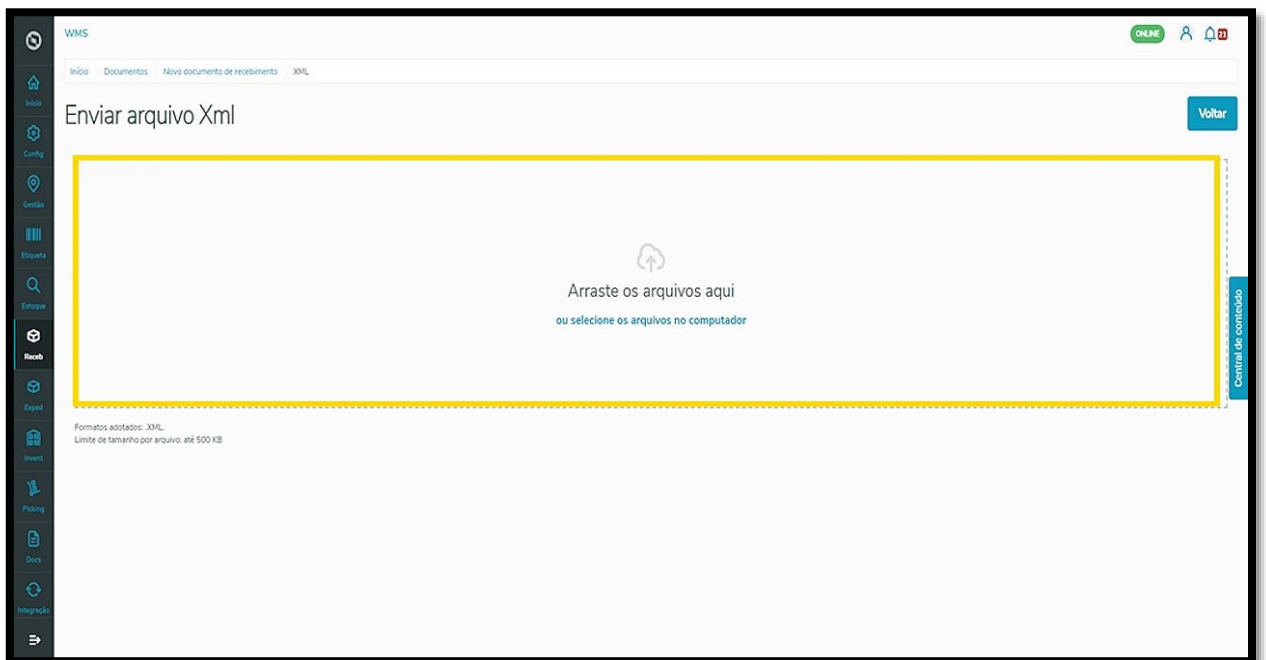 WMS
ONLINE
21
Início Documentos Novo documento de recebimento XML
Enviar arquivo Xml
Voltar
Início
Config
Gestão
Etiqueta
Estoque
Receb
Exped
Invent
Picking
Docs
Integração
Arraste os arquivos aqui
ou selecione os arquivos no computador
Central de conteúdo
Formatos adotados: .XML.
Limite de tamanho por arquivo: até 500 KB